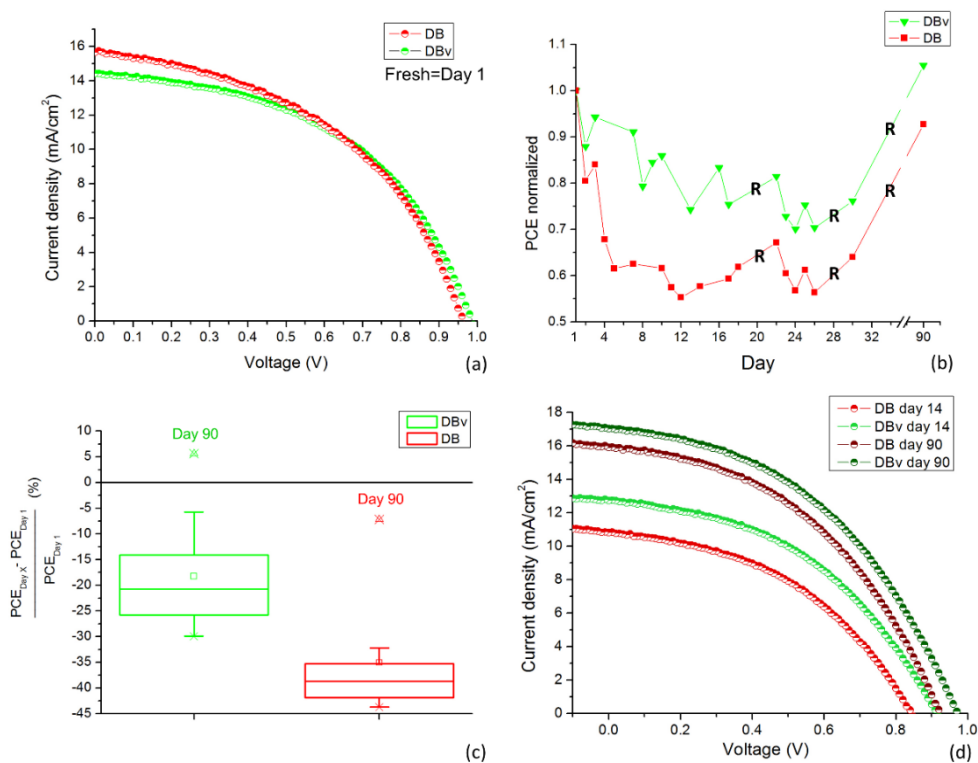 DB
DBv
Fresh=Day 1
16
14
12
10
8
6
4
2
0
Current density (mA/cm²)
0.0 0.1 0.2 0.3 0.4 0.5 0.6 0.7 0.8 0.9 1.0
Voltage (V)
(a)
DBv
DB
1.0
0.9
0.8
0.7
0.6
0.5
PCE normalized
R
R
R
R
R
R
1 4 8 12 16 20 24 28 32 90
Day
(b)
DBv
DB
Day 90
Day 90
10
5
0
-5
-10
-15
-20
-25
-30
-35
-40
-45
PCE_Day X - PCE_Day 1
PCE_Day 1
(%)
(c)
DB day 14
DBv day 14
DB day 90
DBv day 90
18
16
14
12
10
8
6
4
2
0
Current density (mA/cm²)
0.0 0.2 0.4 0.6 0.8 1.0
Voltage (V)
(d)